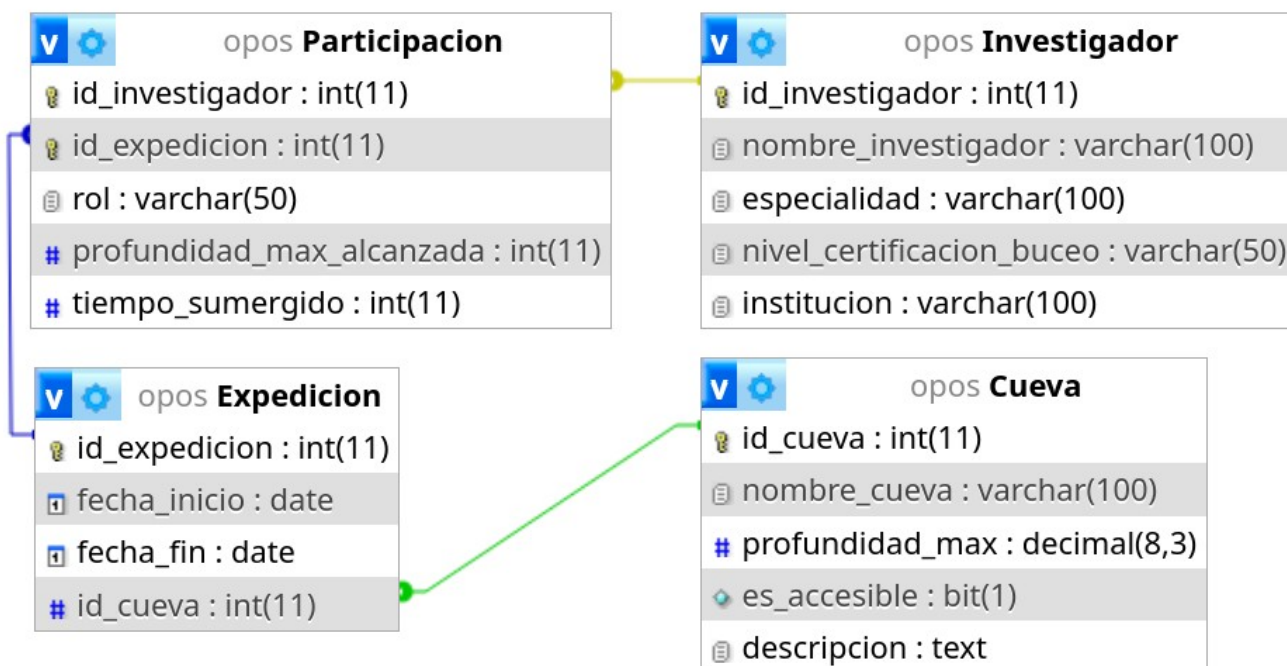 v opos Participacion
id_investigador : int(11)
id_expedicion : int(11)
rol : varchar(50)
# profundidad_max_alcanzada : int(11)
# tiempo_sumergido : int(11)
v opos Investigador
id_investigador : int(11)
nombre_investigador : varchar(100)
especialidad : varchar(100)
nivel_certificacion_buceo : varchar(50)
institucion : varchar(100)
v opos Expedicion
id_expedicion : int(11)
fecha_inicio : date
fecha_fin : date
# id_cueva : int(11)
v opos Cueva
id_cueva : int(11)
nombre_cueva : varchar(100)
# profundidad_max : decimal(8,3)
es_accesible : bit(1)
descripcion : text